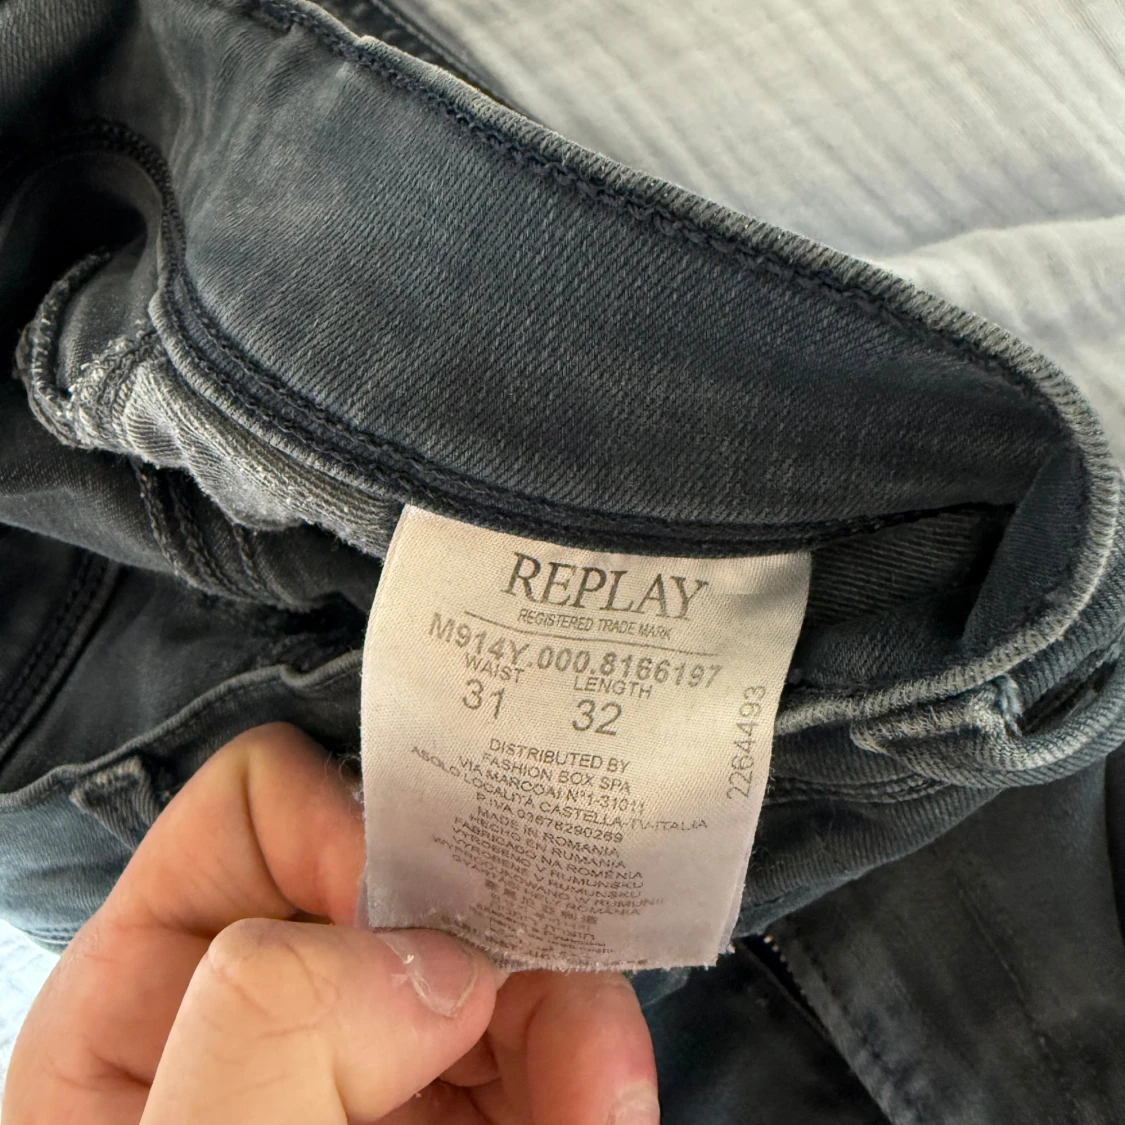 REPLAY
REGISTERED TRADE MARK
M914Y.000.8166197
WAIST LENGTH
31 32
2264493
DISTRIBUTED BY
FASHION BOX SPA
VIA MARCOAI N°1-31011
ASOLO LOCALITÀ CASTELLA-TV-ITALIA
P.IVA 03678290269
MADE IN ROMANIA
HECHO EN RUMANIA
FABRICADO NA ROMÉNIA
VYROBENO V RUMUNSKU
WYPRODUKOWANO W RUMUNII